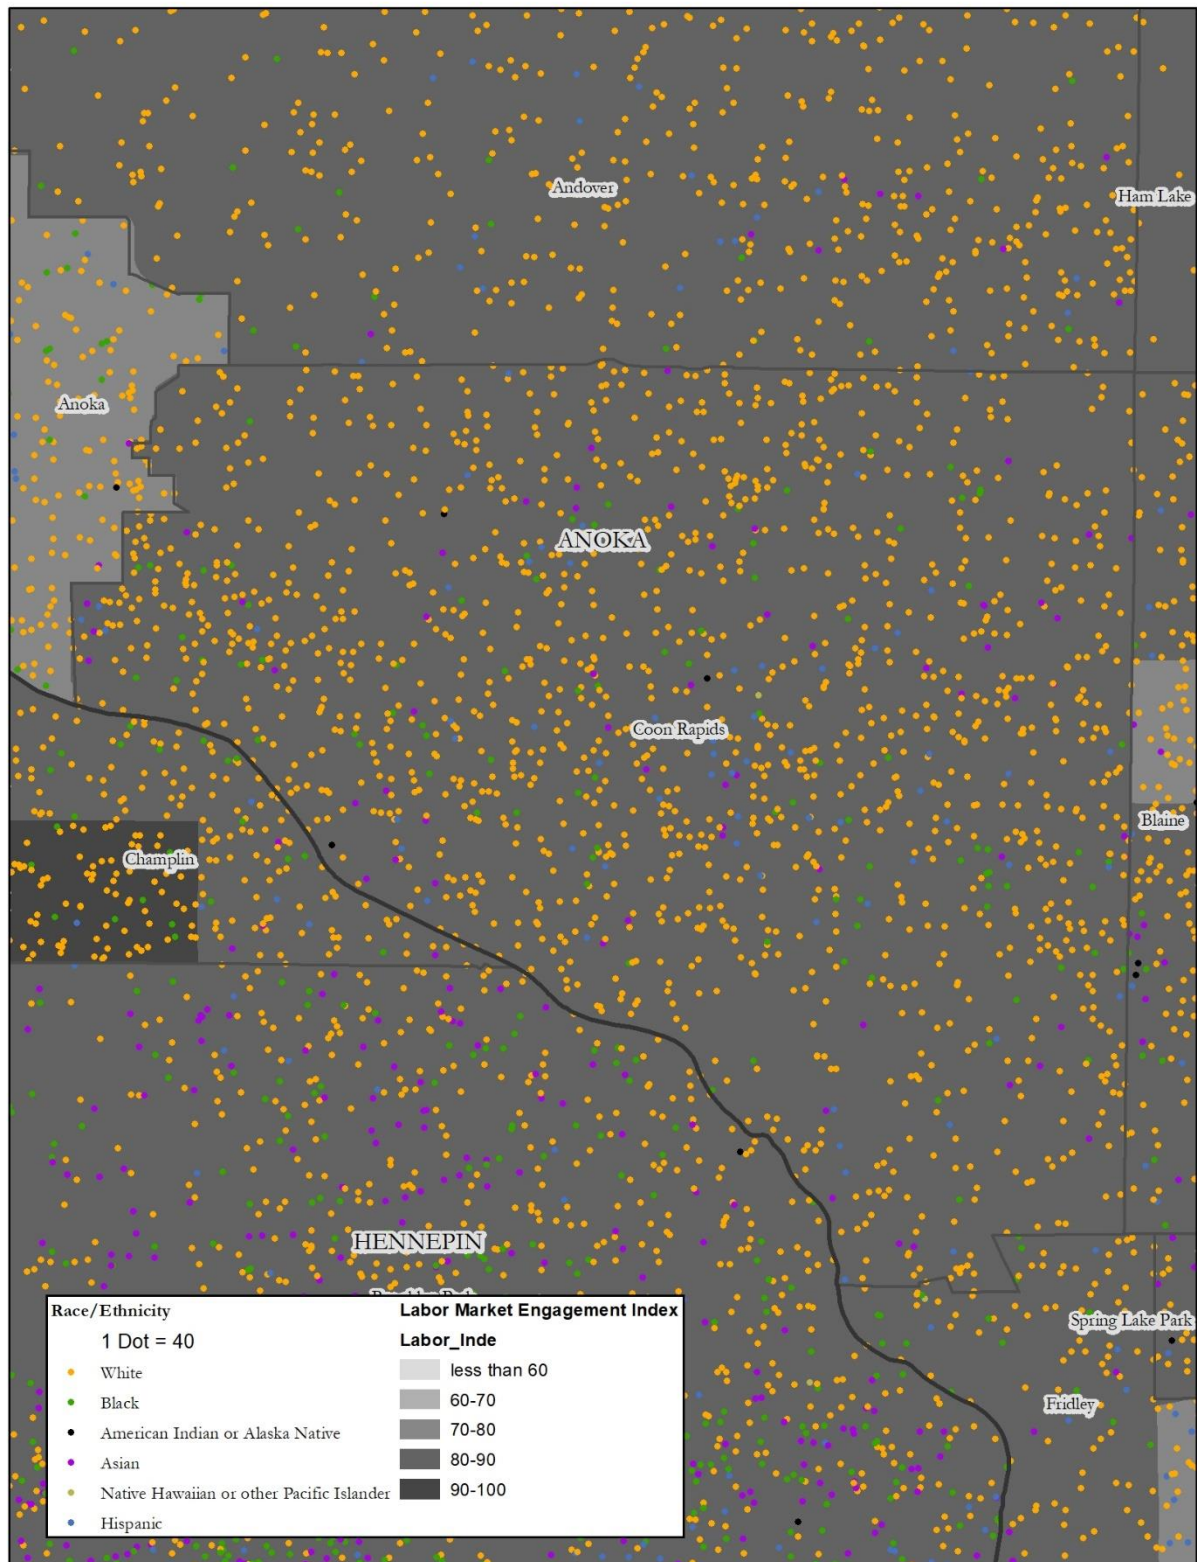 Andover
Ham Lake
Anoka
ANOKA
Coon Rapids
Blaine
Champlin
HENNEPIN
Spring Lake Park
Fridley
Race/Ethnicity
1 Dot = 40
White
Black
American Indian or Alaska Native
Asian
Native Hawaiian or other Pacific Islander
Hispanic
Labor Market Engagement Index
Labor_Inde
less than 60
60-70
70-80
80-90
90-100